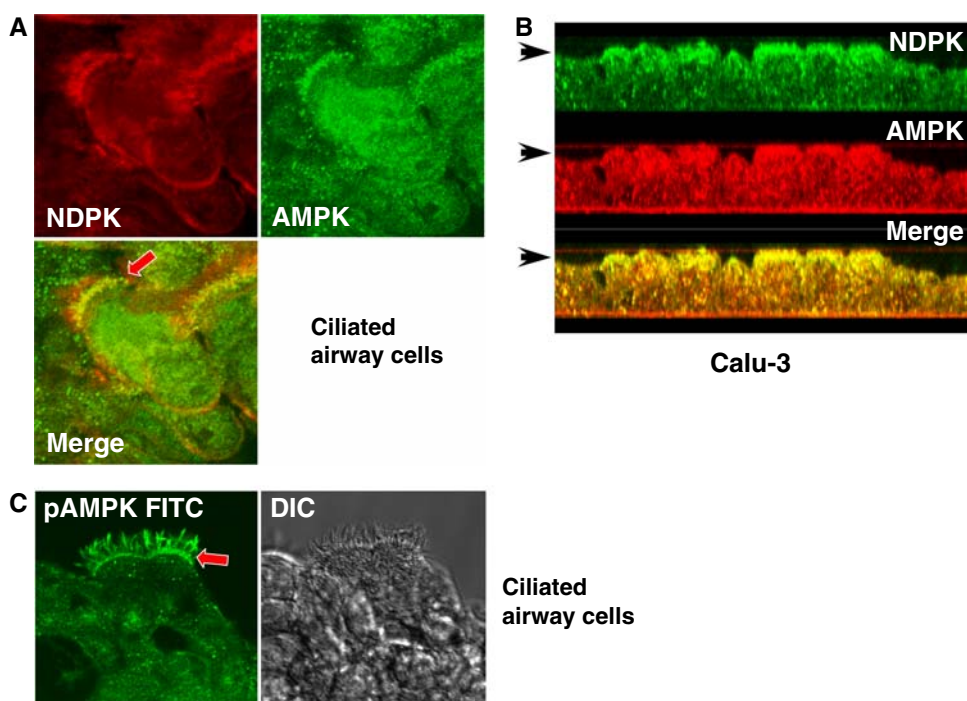 A
NDPK
AMPK
Merge
Ciliated
airway cells
B
NDPK
AMPK
Merge
Calu-3
C
pAMPK FITC
DIC
Ciliated
airway cells